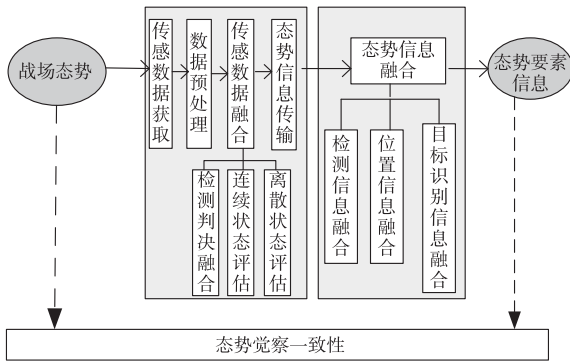 战场态势
传感数据获取
数据预处理
传感数据融合
态势信息传输
检测判决融合
连续状态评估
离散状态评估
态势信息
融合
检测信息融合
位置信息融合
目标识别信息融合
态势要素
信息
态势觉察一致性